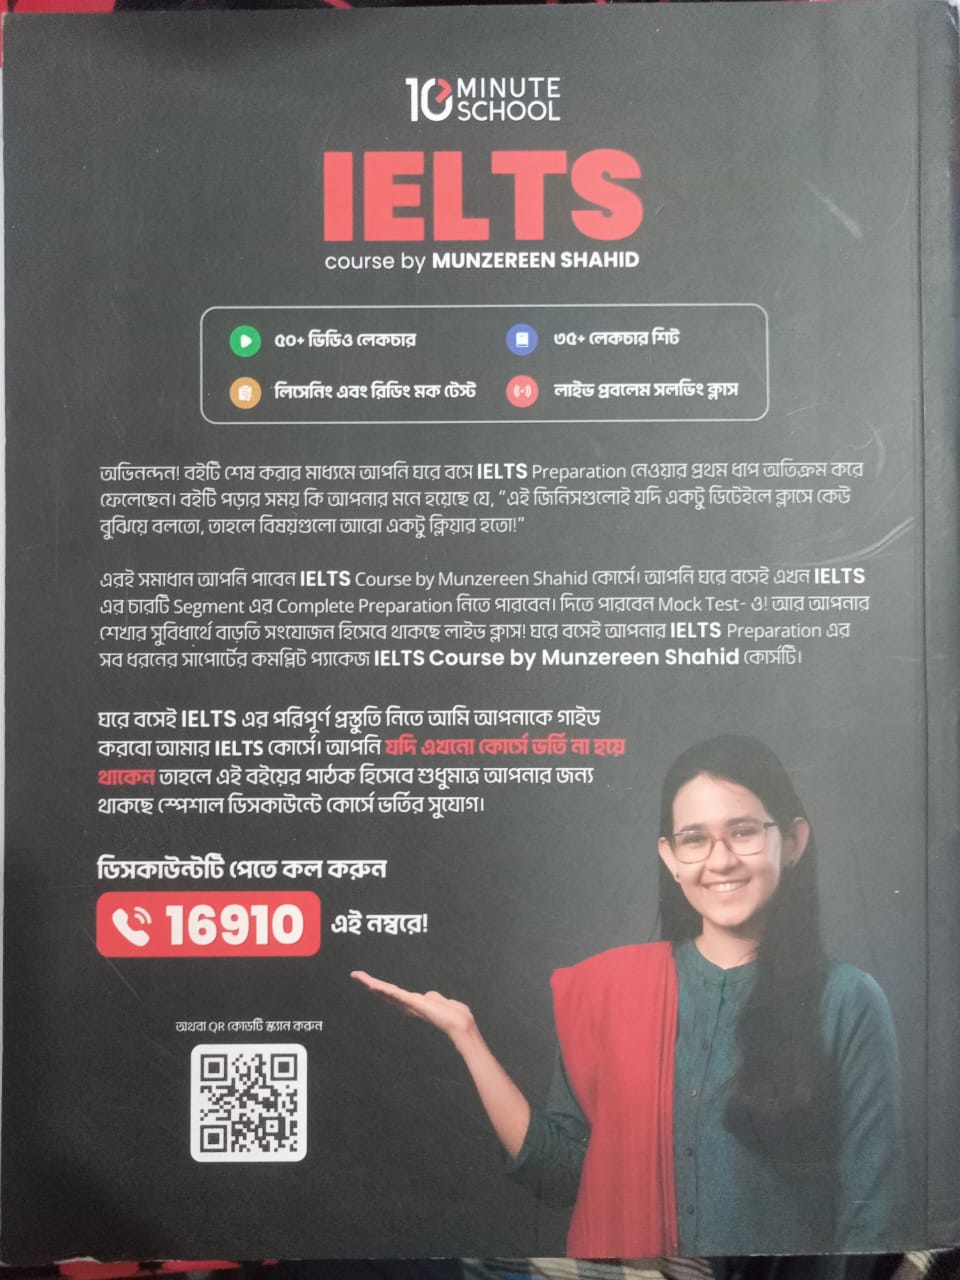 10 MINUTE SCHOOL
IELTS
course by MUNZEREEN SHAHID
৫০+ ভিডিও লেকচার
৩৫+ লেকচার শিট
লিসেনিং এবং রিডিং মক টেস্ট
লাইভ প্রবলেম সলভিং ক্লাস
অভিনন্দন! বইটি শেষ করার মাধ্যমে আপনি ঘরে বসে IELTS Preparation নেওয়ার প্রথম ধাপ অতিক্রম করে
ফেলেছেন। বইটি পড়ার সময় কি আপনার মনে হয়েছে যে, "এই জিনিসগুলোই যদি একটু ডিটেইলে ক্লাসে কেউ
বুঝিয়ে বলতো, তাহলে বিষয়গুলো আরো একটু ক্লিয়ার হতো!"
এরই সমাধান আপনি পাবেন IELTS Course by Munzereen Shahid কোর্সে। আপনি ঘরে বসেই এখন IELTS
এর চারটি Segment এর Complete Preparation নিতে পারবেন। দিতে পারবেন Mock Test- ও! আর আপনার
শেখার সুবিধার্থে বাড়তি সংযোজন হিসেবে থাকছে লাইভ ক্লাস! ঘরে বসেই আপনার IELTS Preparation এর
সব ধরনের সাপোর্টের কমপ্লিট প্যাকেজ IELTS Course by Munzereen Shahid কোর্সটি।
ঘরে বসেই IELTS এর পরিপূর্ণ প্রস্তুতি নিতে আমি আপনাকে গাইড
করবো আমার IELTS কোর্সে। আপনি যদি এখনো কোর্সে ভর্তি না হয়ে
থাকেন তাহলে এই বইয়ের পাঠক হিসেবে শুধুমাত্র আপনার জন্য
থাকছে স্পেশাল ডিসকাউন্টে কোর্সে ভর্তির সুযোগ।
ডিসকাউন্টটি পেতে কল করুন
16910 এই নম্বরে!
অথবা QR কোডটি স্ক্যান করুন